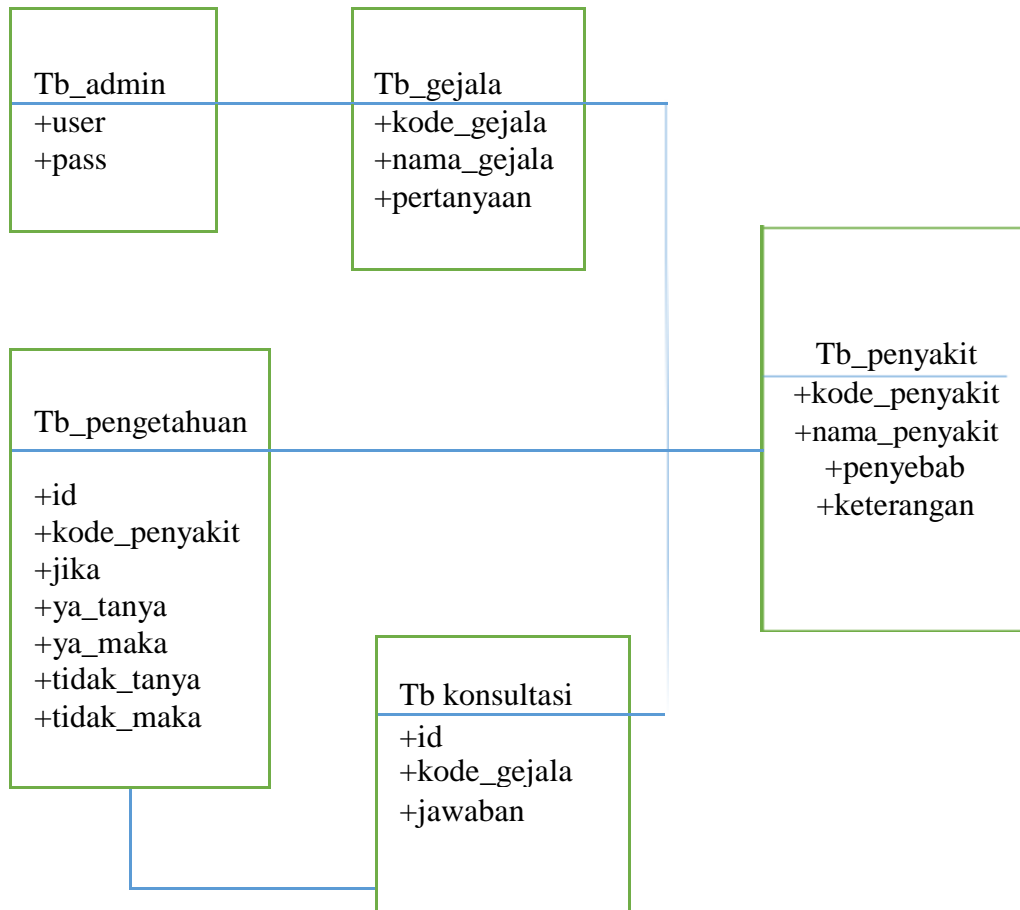 Tb_admin
+user
+pass
Tb_gejala
+kode_gejala
+nama_gejala
+pertanyaan
Tb_penyakit
+kode_penyakit
+nama_penyakit
+penyebab
+keterangan
Tb_pengetahuan
+id
+kode_penyakit
+jika
+ya_tanya
+ya_maka
+tidak_tanya
+tidak_maka
Tb konsultasi
+id
+kode_gejala
+jawaban